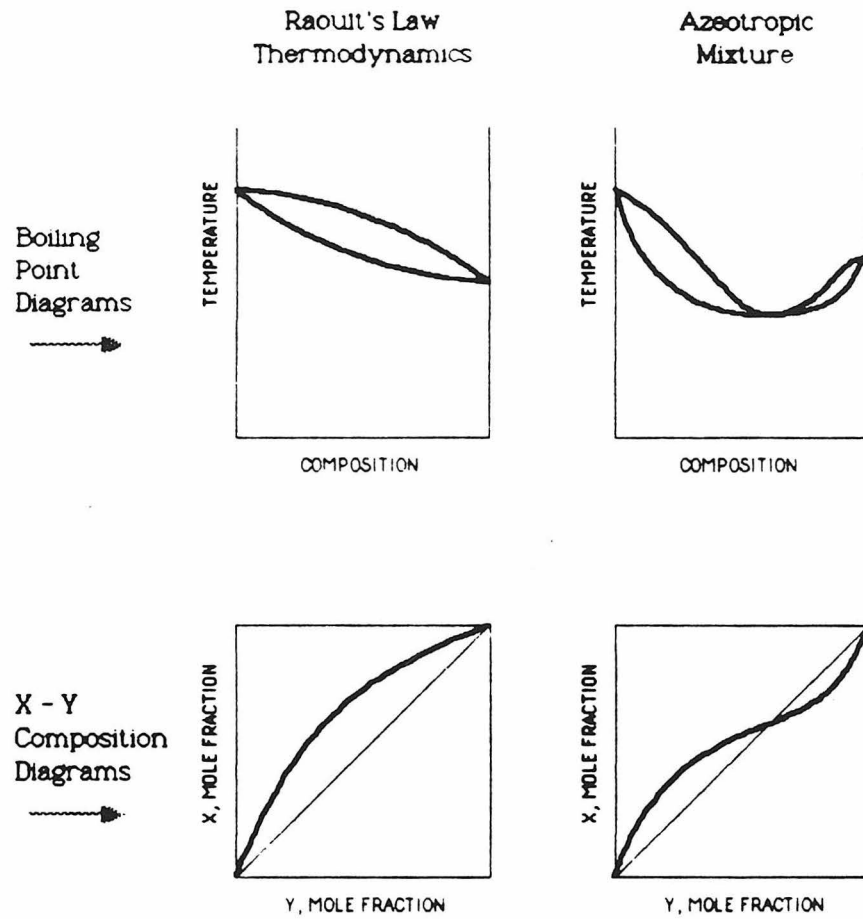 Raoult's Law
Thermodynamics
Azeotropic
Mixture
Boiling
Point
Diagrams
TEMPERATURE
COMPOSITION
TEMPERATURE
COMPOSITION
X - Y
Composition
Diagrams
X, MOLE FRACTION
Y, MOLE FRACTION
X, MOLE FRACTION
Y, MOLE FRACTION